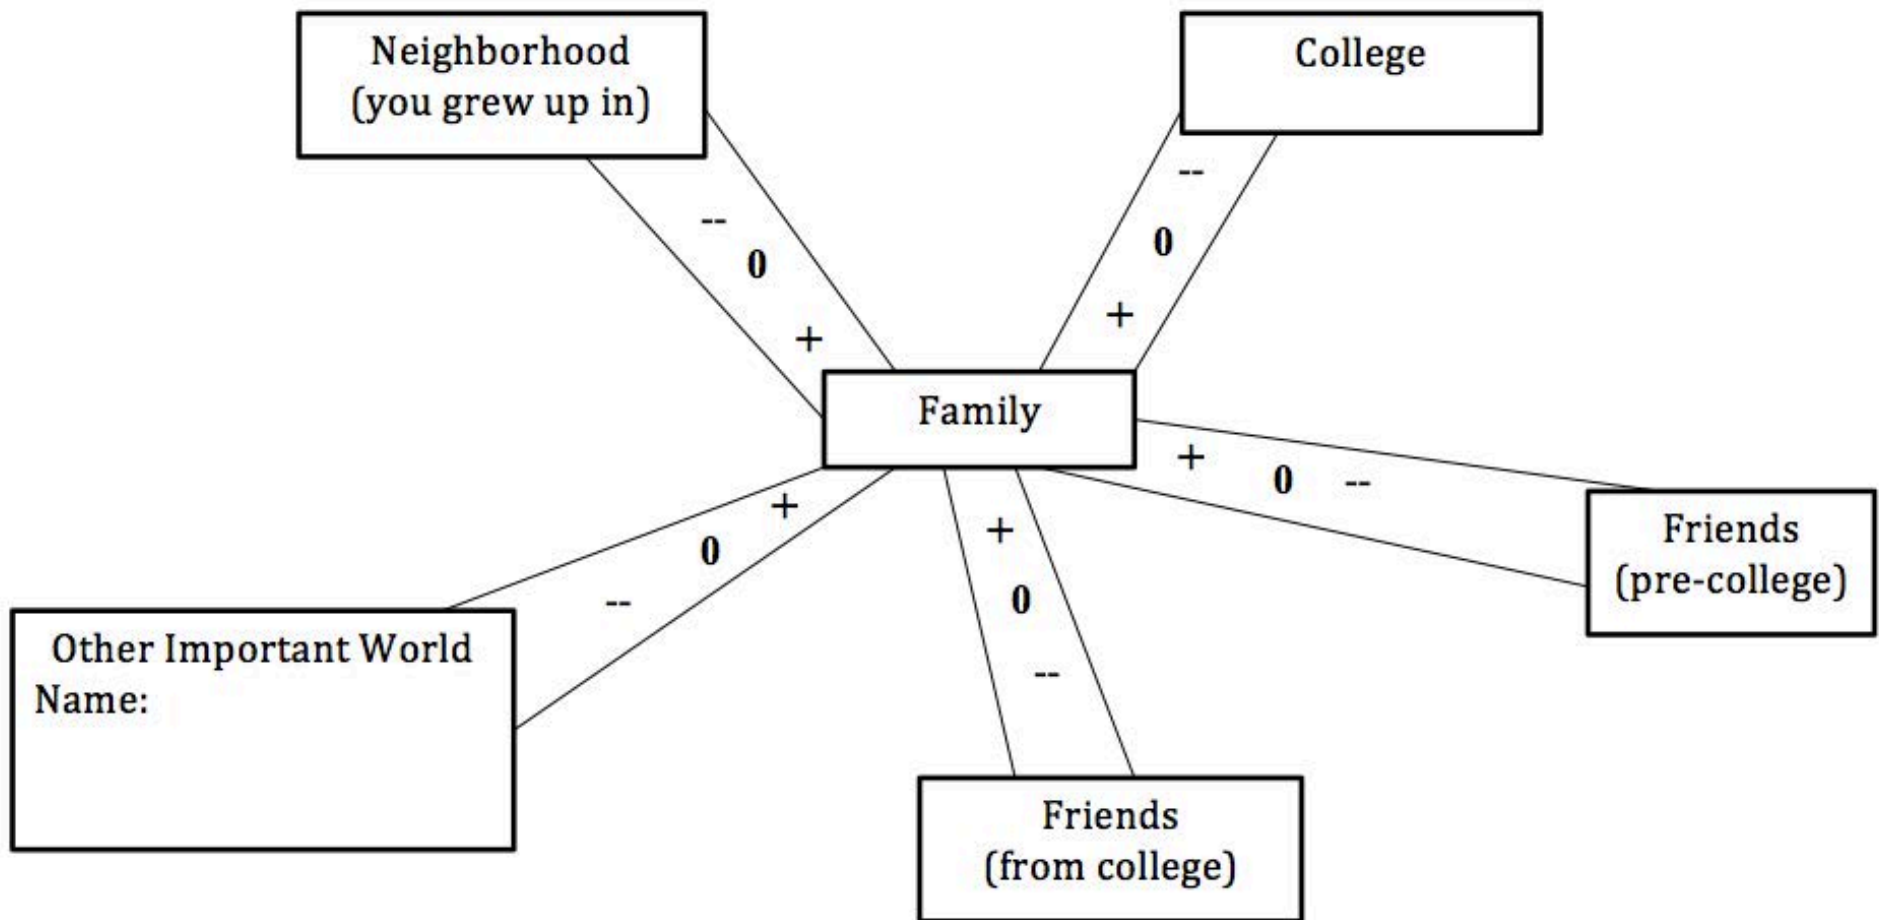 Neighborhood
(you grew up in)
College
--
0
+
--
0
+
Family
+ 0 --
Friends
(pre-college)
+
0
--
Other Important World
Name:
+
0
--
Friends
(from college)